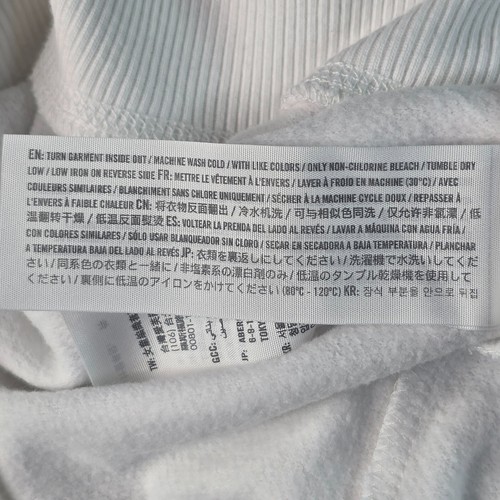 EN: TURN GARMENT INSIDE OUT / MACHINE WASH COLD / WITH LIKE COLORS / ONLY NON-CHLORINE BLEACH / TUMBLE DRY
LOW / LOW IRON ON REVERSE SIDE FR: METTRE LE VÊTEMENT À L'ENVERS / LAVER À FROID EN MACHINE (30°C) / AVEC
COULEURS SIMILAIRES / BLANCHIMENT SANS CHLORE UNIQUEMENT / SÉCHER À LA MACHINE CYCLE DOUX / REPASSER À
L'ENVERS À FAIBLE CHALEUR CN: 将衣物反面翻出 / 冷水机洗 / 可与相似色同洗 / 仅允许非氯漂 / 低
温翻转干燥 / 低温反面熨烫 ES: VOLTEAR LA PRENDA DEL LADO AL REVÉS / LAVAR A MÁQUINA CON AGUA FRÍA /
CON COLORES SIMILARES / SÓLO USAR BLANQUEADOR SIN CLORO / SECAR EN SECADORA A BAJA TEMPERATURA / PLANCHAR
A TEMPERATURA BAJA DEL LADO AL REVÉS JP: 衣類を裏返しにしてください / 洗濯機で水洗いしてください
/ 同系色の衣類と一緒に / 非塩素系の漂白剤のみ / 低温のタンブル乾燥機を使用して
ください / 裏側に低温のアイロンをかけてください (80°C - 120°C) KR: 장식 부분을 안으로 뒤집
(106) 台
00801-
GCC:
JP: ABER
6-9-1
TOKY